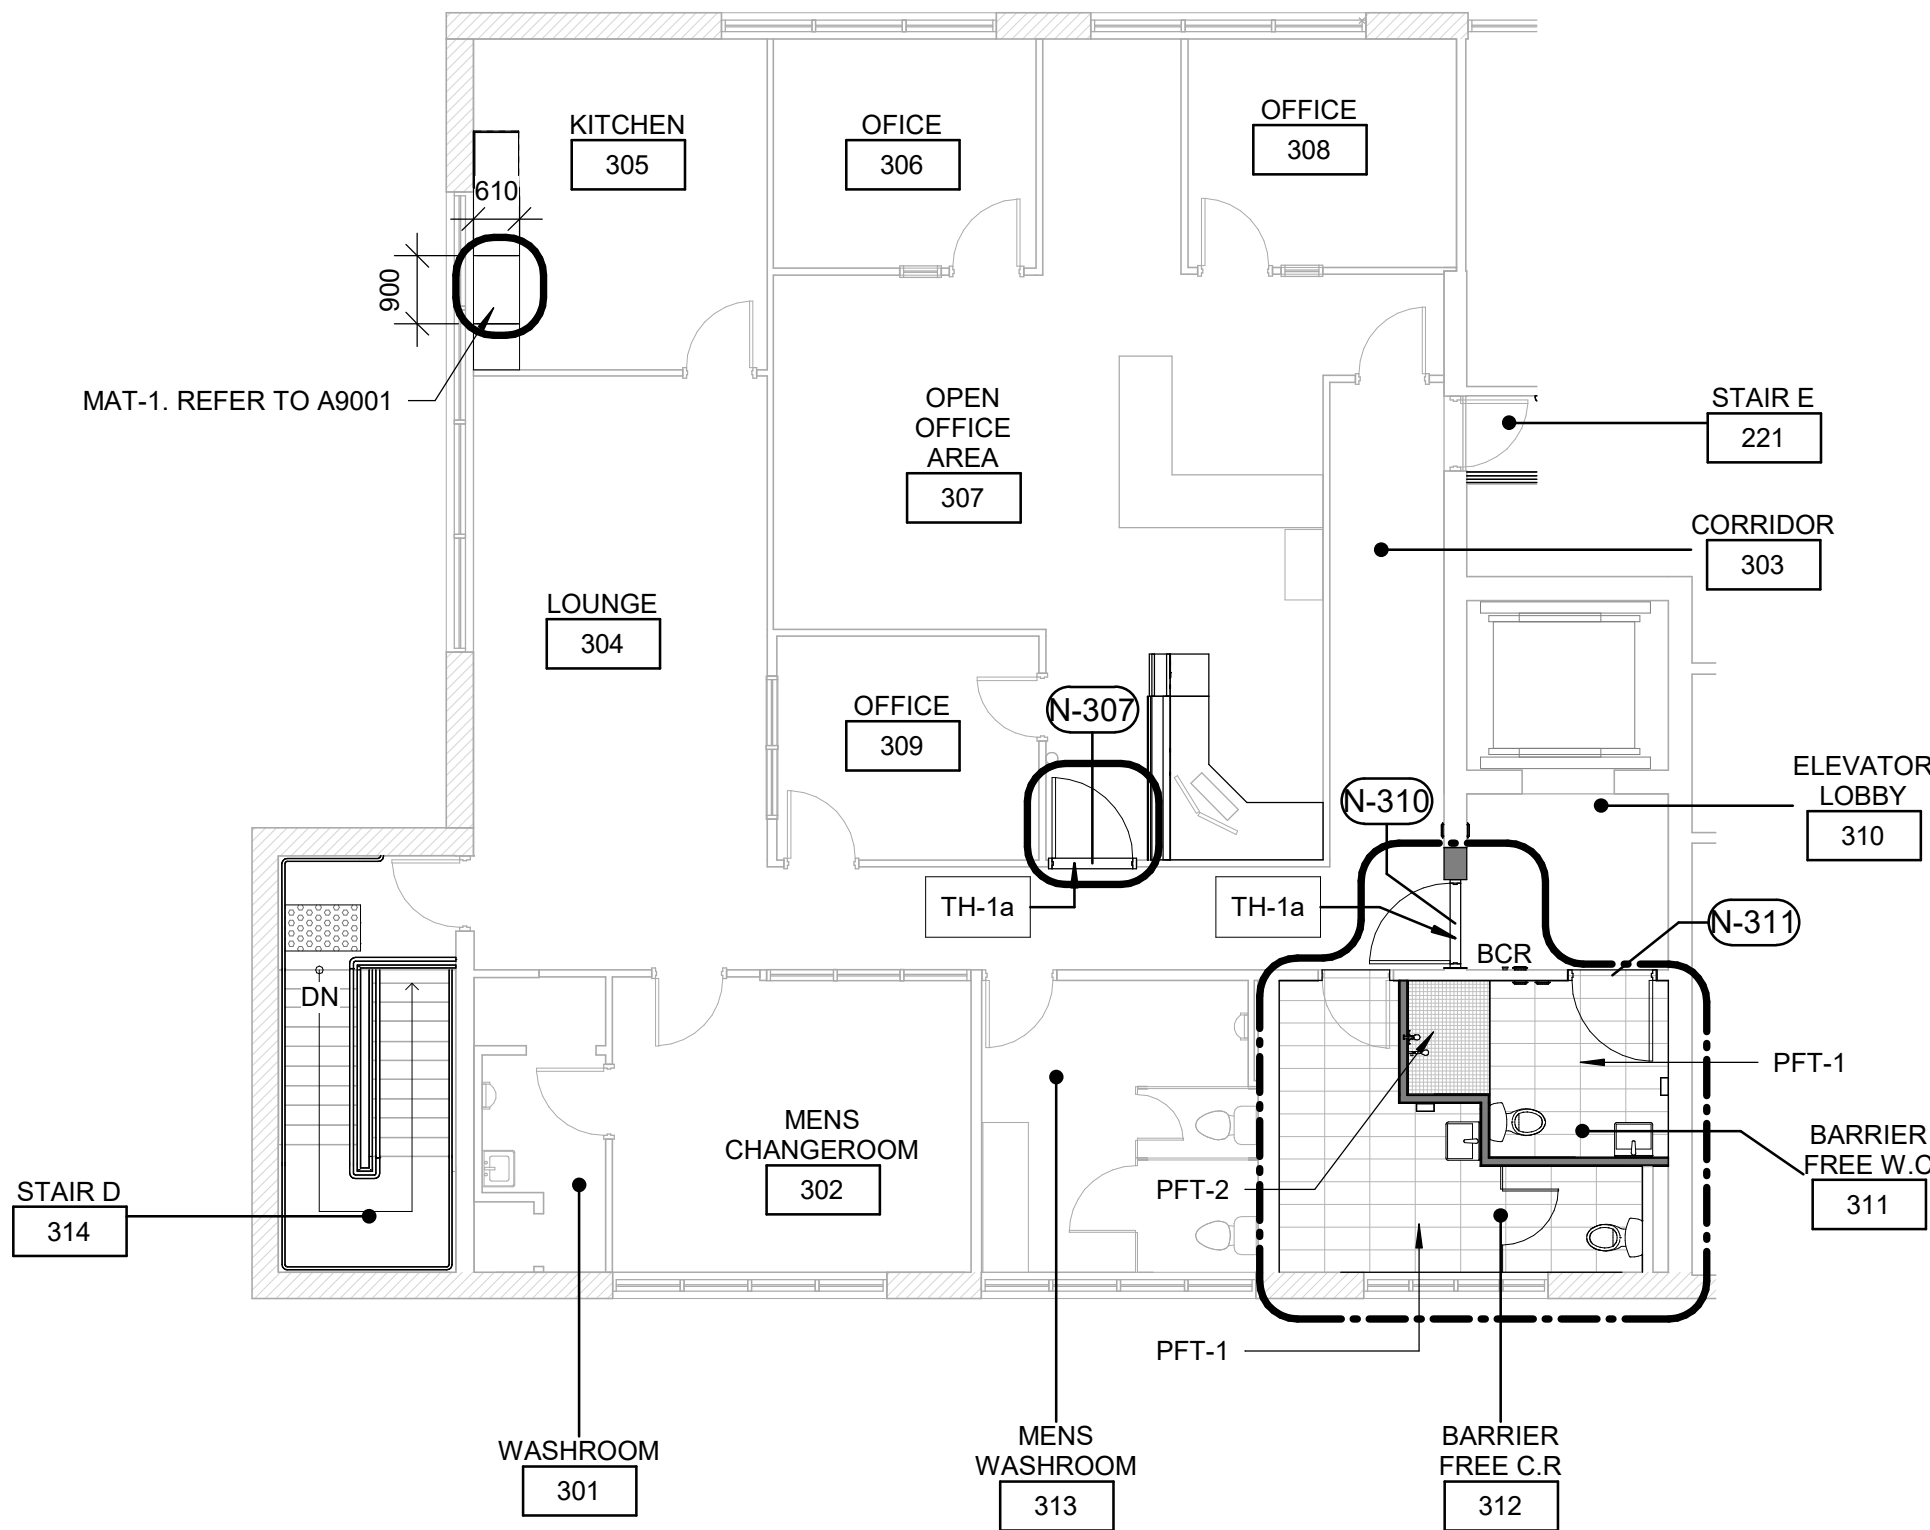 KITCHEN
305
OFICE
306
OFFICE
308
610
900
MAT-1. REFER TO A9001
OPEN
OFFICE
AREA
307
STAIR E
221
CORRIDOR
303
LOUNGE
304
OFFICE
309
N-307
N-310
ELEVATOR
LOBBY
310
TH-1a
TH-1a
N-311
BCR
DN
PFT-1
MENS
CHANGEROOM
302
BARRIER
FREE W.C
311
PFT-2
STAIR D
314
PFT-1
WASHROOM
301
MENS
WASHROOM
313
BARRIER
FREE C.R
312